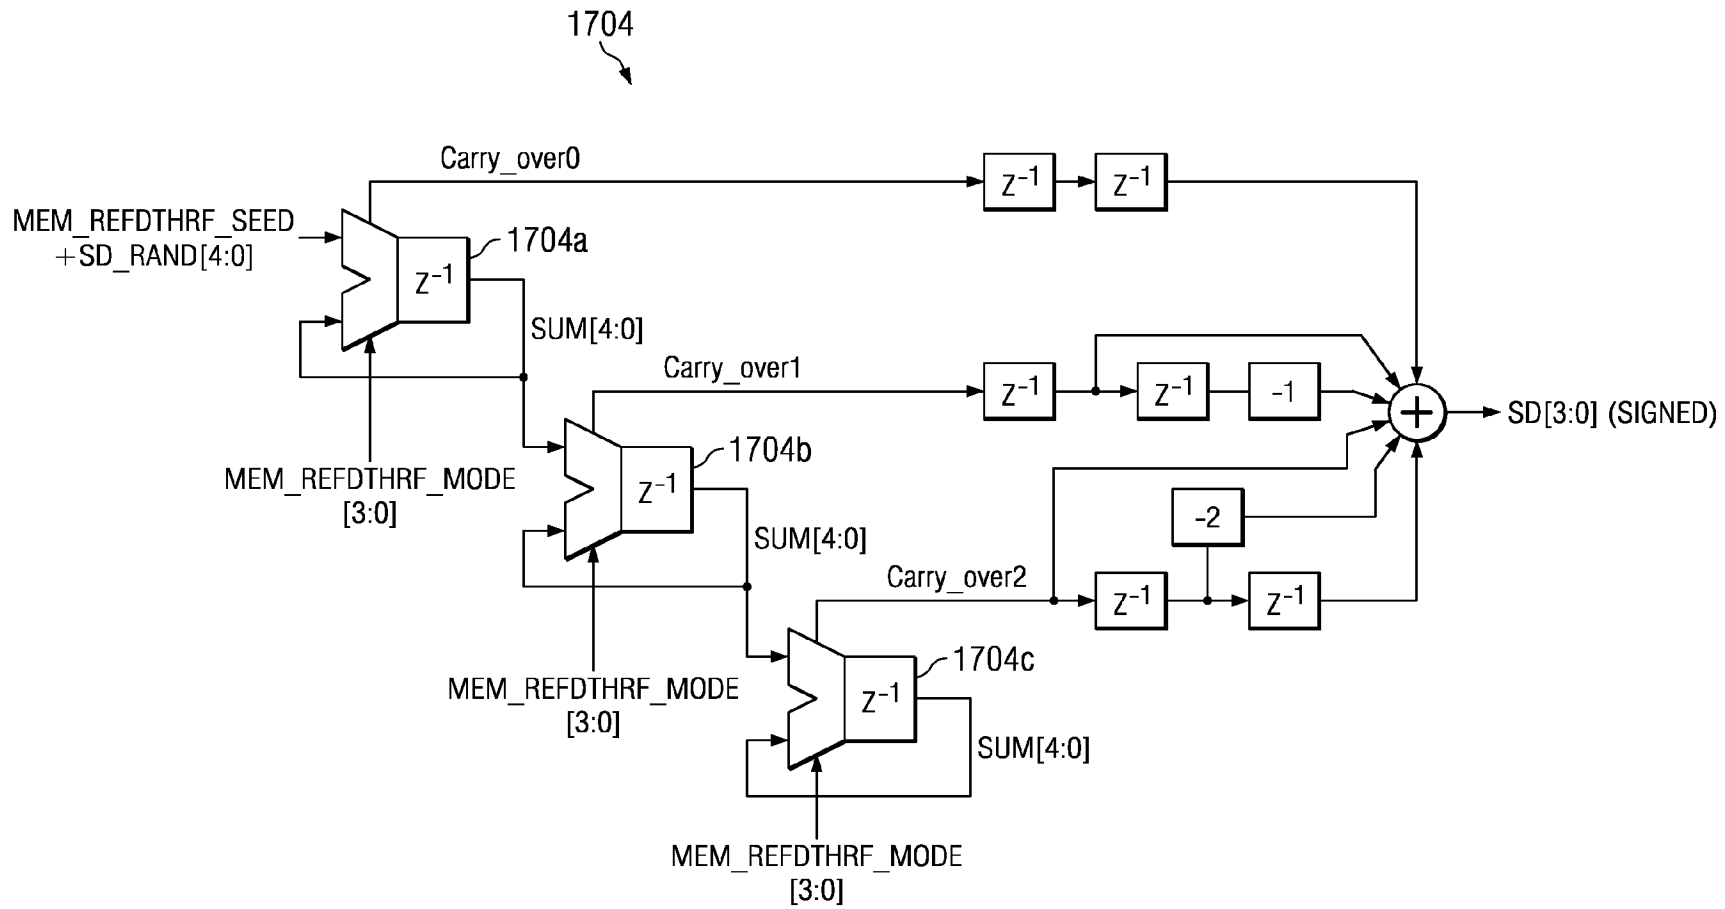 1704
Carry_over0
z⁻¹
z⁻¹
MEM_REFDTHRF_SEED
+SD_RAND[4:0]
1704a
z⁻¹
SUM[4:0]
Carry_over1
z⁻¹
z⁻¹
-1
+
SD[3:0] (SIGNED)
MEM_REFDTHRF_MODE
[3:0]
1704b
z⁻¹
-2
SUM[4:0]
Carry_over2
z⁻¹
z⁻¹
MEM_REFDTHRF_MODE
[3:0]
1704c
z⁻¹
SUM[4:0]
MEM_REFDTHRF_MODE
[3:0]